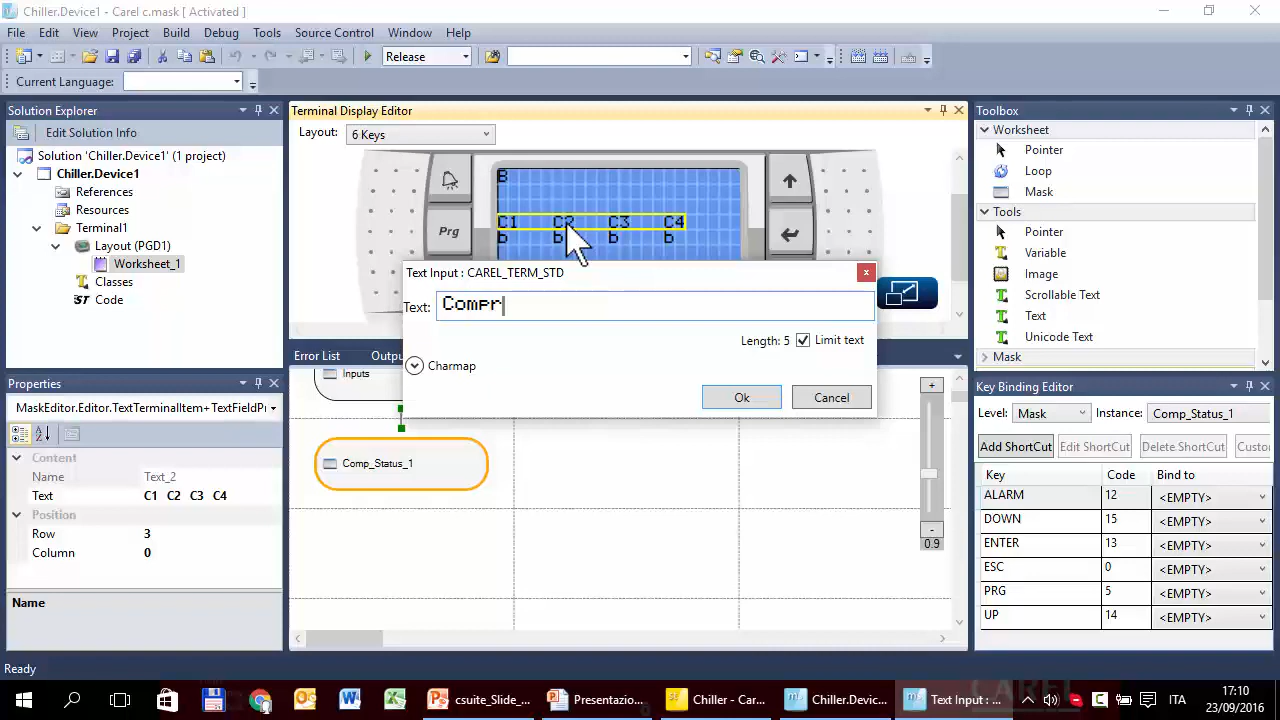 Chiller.Device1 - Carel c.mask [ Activated ]
File Edit View Project Build Debug Tools Source Control Window Help
Release
Current Language:
Solution Explorer
Edit Solution Info
Solution 'Chiller.Device1' (1 project)
Chiller.Device1
References
Resources
Terminal1
Layout (PGD1)
Worksheet_1
Classes
Code
Terminal Display Editor
Layout: 6 Keys
B
Prg
C1 C2 C3 C4
b b b b
Text Input : CAREL_TERM_STD
Text: Compr
Length: 5 Limit text
Charmap
Ok Cancel
Error List
Inputs
Comp_Status_1
+
-
0.9
Toolbox
Worksheet
Pointer
Loop
Mask
Tools
Pointer
Variable
Image
Scrollable Text
Text
Unicode Text
Mask
Properties
Content
Name Text_2
Text C1 C2 C3 C4
Position
Row 3
Column 0
Name
Key Binding Editor
Level: Mask Instance: Comp_Status_1
Add ShortCut Edit ShortCut Delete ShortCut
Key Code Bind to
ALARM 12 <EMPTY>
DOWN 15 <EMPTY>
ENTER 13 <EMPTY>
ESC 0 <EMPTY>
PRG 5 <EMPTY>
UP 14 <EMPTY>
Ready
csuite_Slide_... Presentazio... Chiller - Car... Chiller.Device... Text Input : ... ITA
17:10
23/09/2016